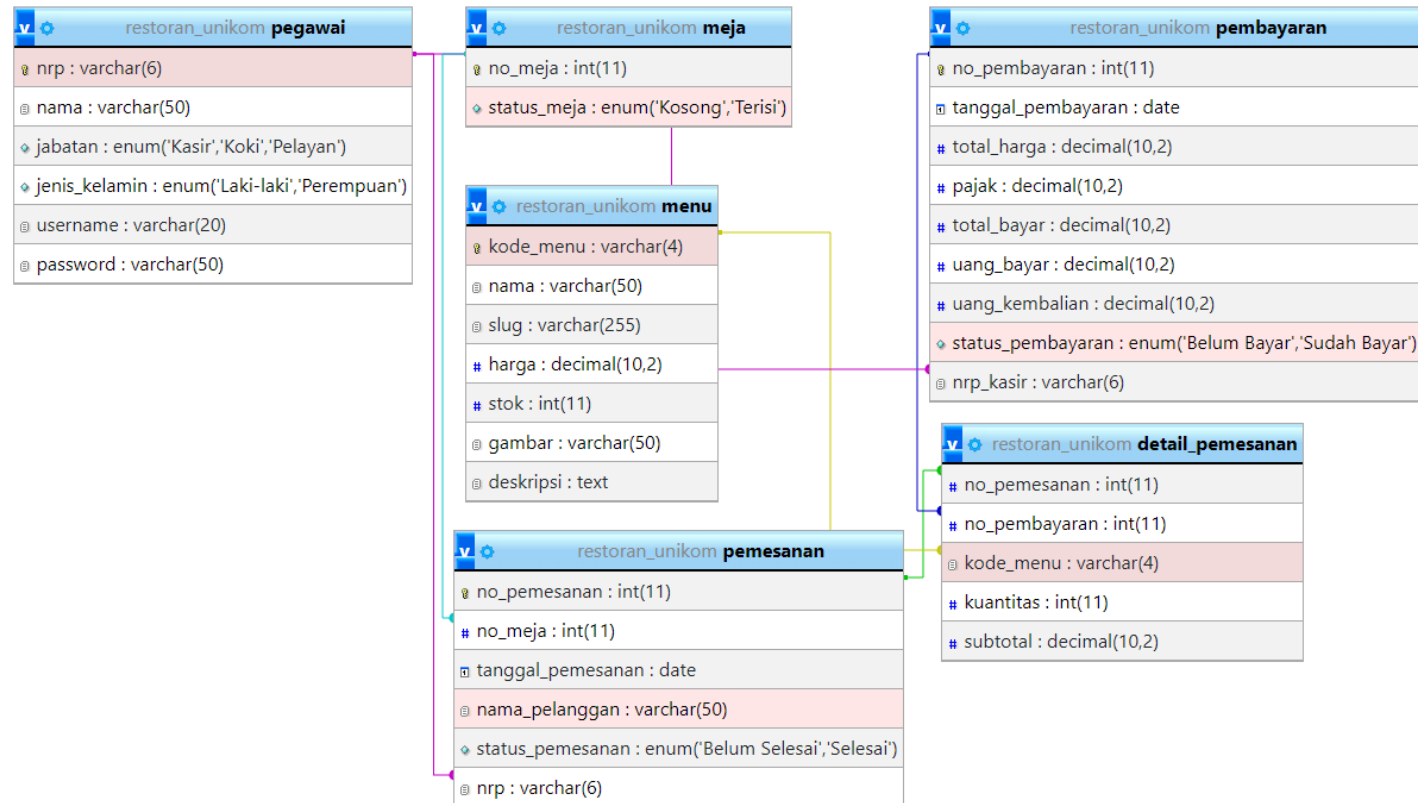 restoran_unikom pegawai
nrp : varchar(6)
nama : varchar(50)
jabatan : enum('Kasir','Koki','Pelayan')
jenis_kelamin : enum('Laki-laki','Perempuan')
username : varchar(20)
password : varchar(50)
restoran_unikom meja
no_meja : int(11)
status_meja : enum('Kosong','Terisi')
restoran_unikom menu
kode_menu : varchar(4)
nama : varchar(50)
slug : varchar(255)
harga : decimal(10,2)
stok : int(11)
gambar : varchar(50)
deskripsi : text
restoran_unikom pemesanan
no_pemesanan : int(11)
no_meja : int(11)
tanggal_pemesanan : date
nama_pelanggan : varchar(50)
status_pemesanan : enum('Belum Selesai','Selesai')
nrp : varchar(6)
restoran_unikom pembayaran
no_pembayaran : int(11)
tanggal_pembayaran : date
total_harga : decimal(10,2)
pajak : decimal(10,2)
total_bayar : decimal(10,2)
uang_bayar : decimal(10,2)
uang_kembalian : decimal(10,2)
status_pembayaran : enum('Belum Bayar','Sudah Bayar')
nrp_kasir : varchar(6)
restoran_unikom detail_pemesanan
no_pemesanan : int(11)
no_pembayaran : int(11)
kode_menu : varchar(4)
kuantitas : int(11)
subtotal : decimal(10,2)